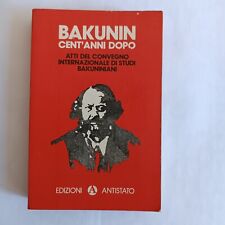 BAKUNIN
CENT'ANNI DOPO
ATTI DEL CONVEGNO
INTERNAZIONALE DI STUDI
BAKUNINIANI
EDIZIONI A ANTISTATO